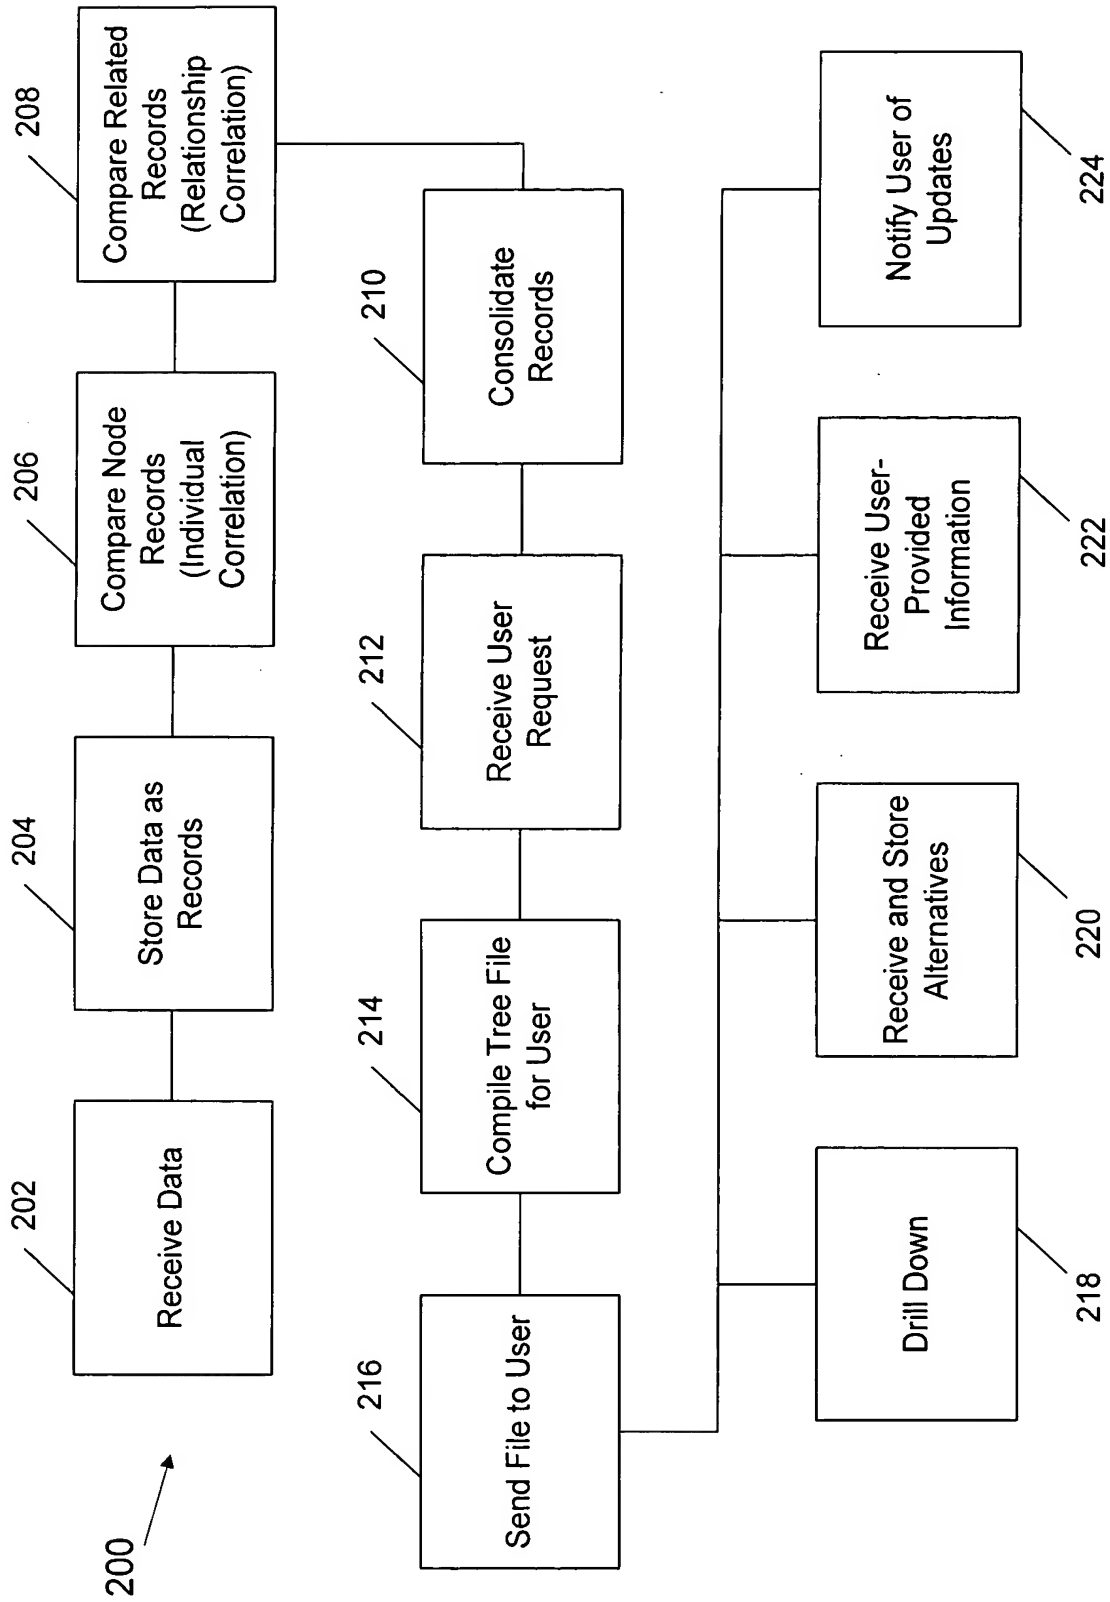 200
202
Receive Data
204
Store Data as
Records
206
Compare Node
Records
(Individual
Correlation)
208
Compare Related
Records
(Relationship
Correlation)
210
Consolidate
Records
212
Receive User
Request
214
Compile Tree File
for User
216
Send File to User
Drill Down
218
Receive and Store
Alternatives
220
Receive User-
Provided
Information
222
Notify User of
Updates
224